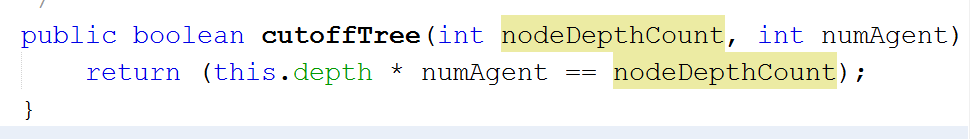 /
public boolean cutoffTree(int nodeDepthCount, int numAgent)
return (this.depth * numAgent == nodeDepthCount);
}